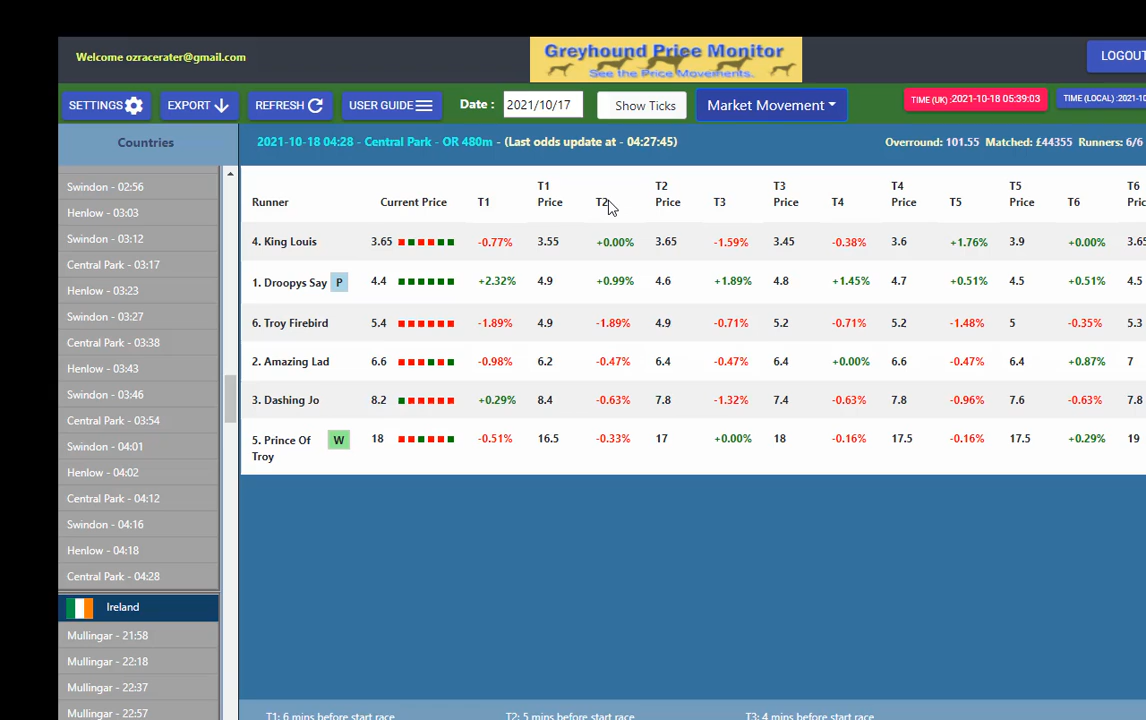 Welcome ozracerater@gmail.com
Greyhound Price Monitor
See the Price Movements.
LOGOUT
SETTINGS EXPORT REFRESH USER GUIDE Date : 2021/10/17 Show Ticks Market Movement TIME (UK) :2021-10-18 05:39:03 TIME (LOCAL) :2021-10
Countries
2021-10-18 04:28 - Central Park - OR 480m - (Last odds update at - 04:27:45) Overround: 101.55 Matched: £44355 Runners: 6/6
Swindon - 02:56
Henlow - 03:03
Swindon - 03:12
Central Park - 03:17
Henlow - 03:23
Swindon - 03:27
Central Park - 03:38
Henlow - 03:43
Swindon - 03:46
Central Park - 03:54
Swindon - 04:01
Henlow - 04:02
Central Park - 04:12
Swindon - 04:16
Henlow - 04:18
Central Park - 04:28
Ireland
Mullingar - 21:58
Mullingar - 22:18
Mullingar - 22:37
Mullingar - 22:57
Runner Current Price T1 T1 Price T2 T2 Price T3 T3 Price T4 T4 Price T5 T5 Price T6 T6 Pric
4. King Louis 3.65 -0.77% 3.55 +0.00% 3.65 -1.59% 3.45 -0.38% 3.6 +1.76% 3.9 +0.00% 3.65
1. Droopys Say P 4.4 +2.32% 4.9 +0.99% 4.6 +1.89% 4.8 +1.45% 4.7 +0.51% 4.5 +0.51% 4.5
6. Troy Firebird 5.4 -1.89% 4.9 -1.89% 4.9 -0.71% 5.2 -0.71% 5.2 -1.48% 5 -0.35% 5.3
2. Amazing Lad 6.6 -0.98% 6.2 -0.47% 6.4 -0.47% 6.4 +0.00% 6.6 -0.47% 6.4 +0.87% 7
3. Dashing Jo 8.2 +0.29% 8.4 -0.63% 7.8 -1.32% 7.4 -0.63% 7.8 -0.96% 7.6 -0.63% 7.8
5. Prince Of W 18 -0.51% 16.5 -0.33% 17 +0.00% 18 -0.16% 17.5 -0.16% 17.5 +0.29% 19
Troy
T1: 6 mins before start race T2: 5 mins before start race T3: 4 mins before start race